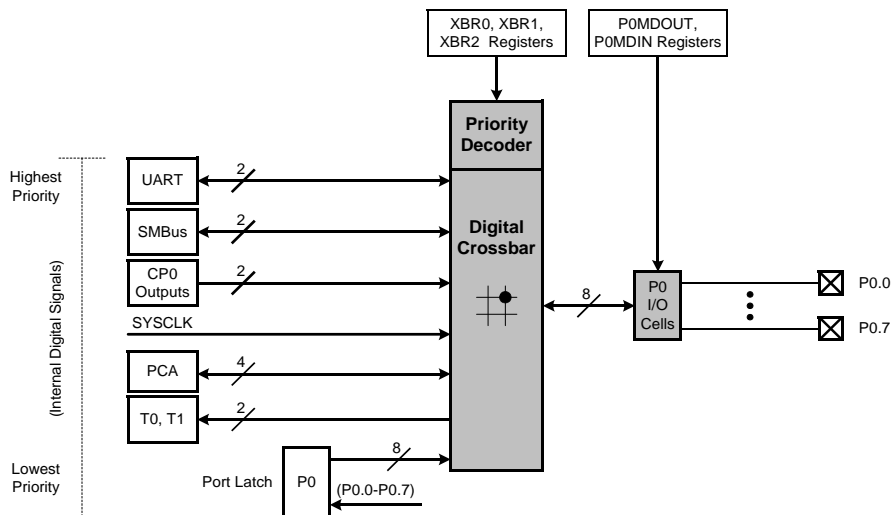 XBR0, XBR1,
XBR2 Registers
P0MDOUT,
P0MDIN Registers
Priority
Decoder
Highest
Priority
UART
2
SMBus
2
Digital
Crossbar
CP0
Outputs
2
8
P0
I/O
Cells
P0.0
P0.7
SYSCLK
(Internal Digital Signals)
PCA
4
T0, T1
2
Lowest
Priority
Port Latch
P0
8
(P0.0-P0.7)